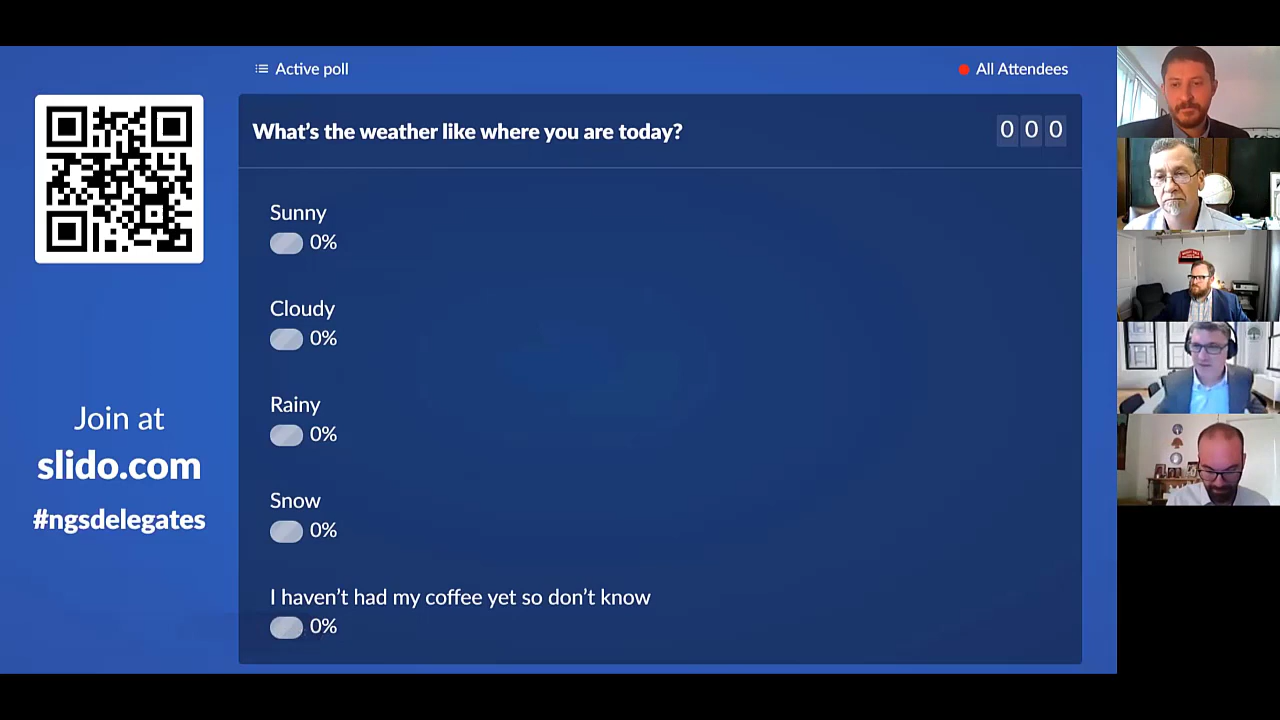 Active poll
All Attendees
What's the weather like where you are today?
0 0 0
Sunny
0%
Cloudy
0%
Rainy
0%
Snow
0%
I haven't had my coffee yet so don't know
0%
Join at
slido.com
#ngsdelegates